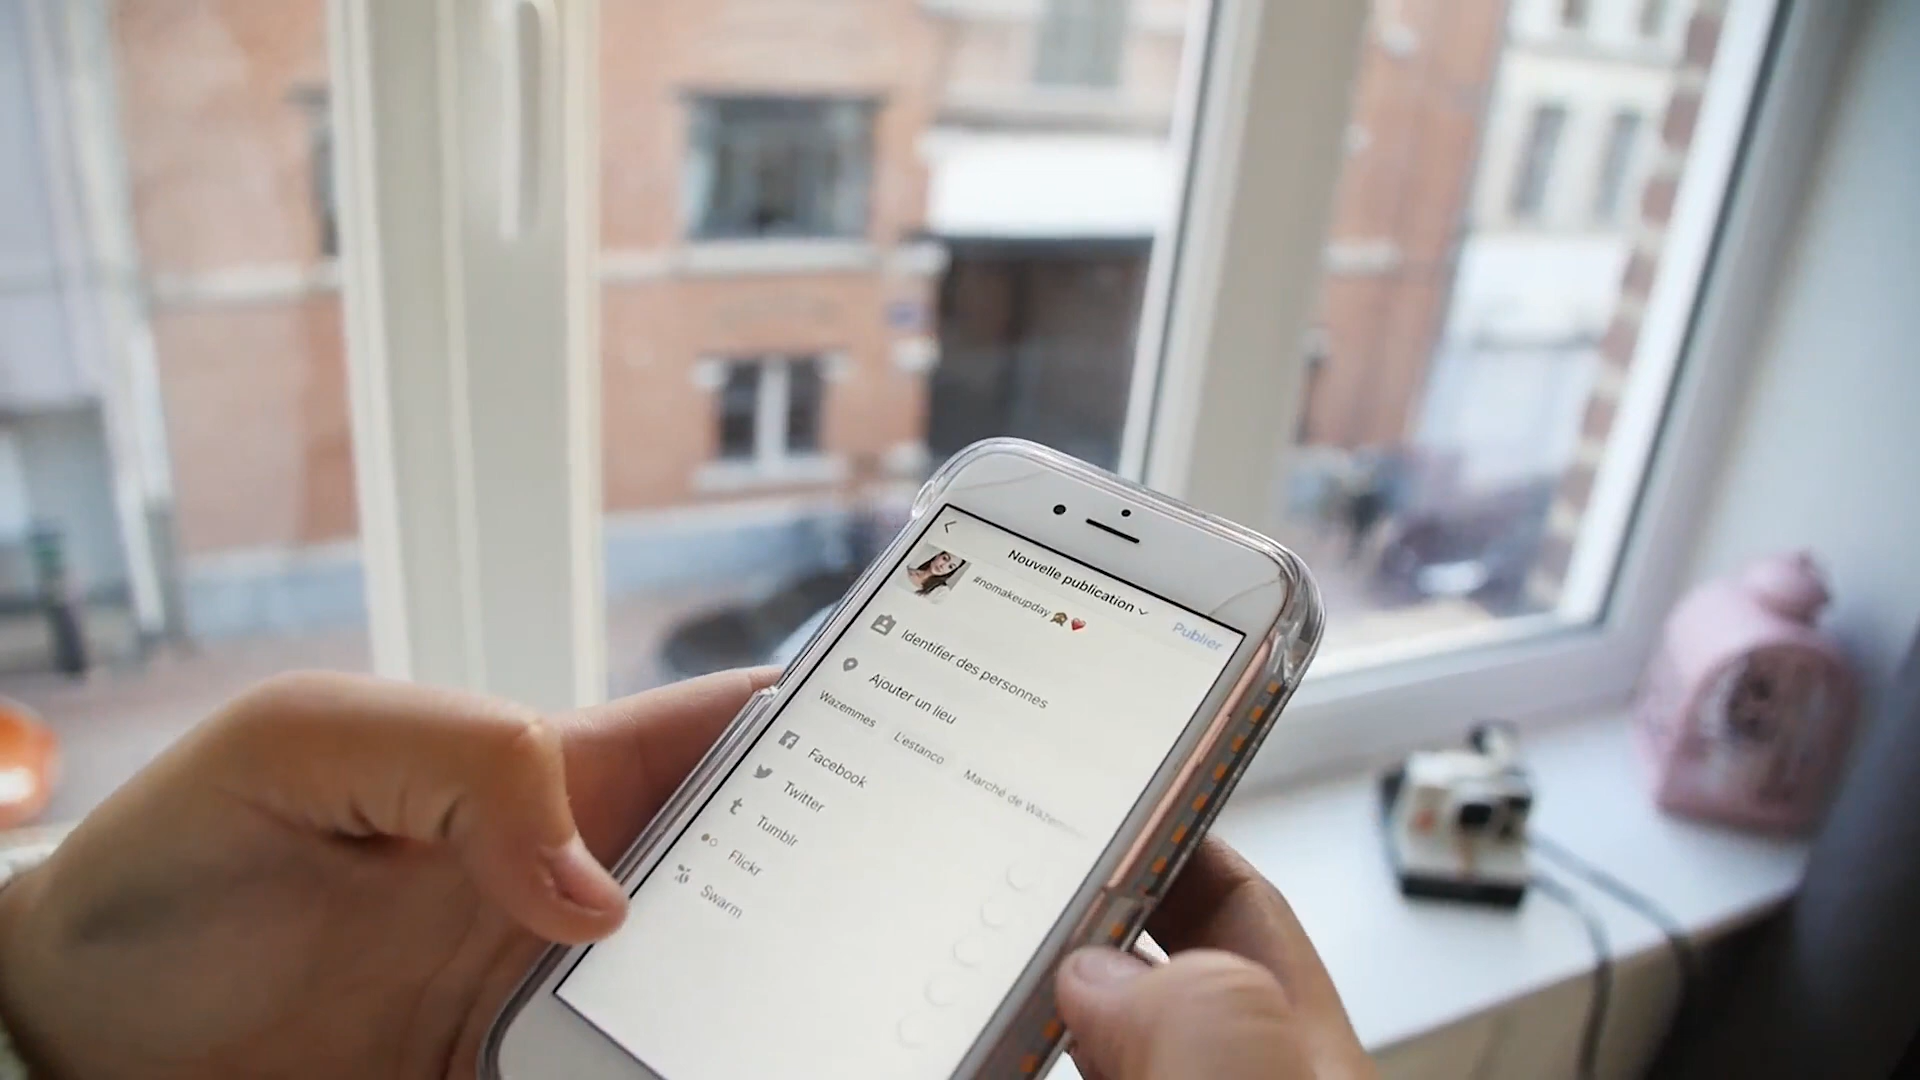 Nouvelle publication
#nomakeupday 🙊❤️
Publier
Identifier des personnes
Ajouter un lieu
Wazemmes L'estanco Marché de Wazem
Facebook
Twitter
Tumblr
Flickr
Swarm